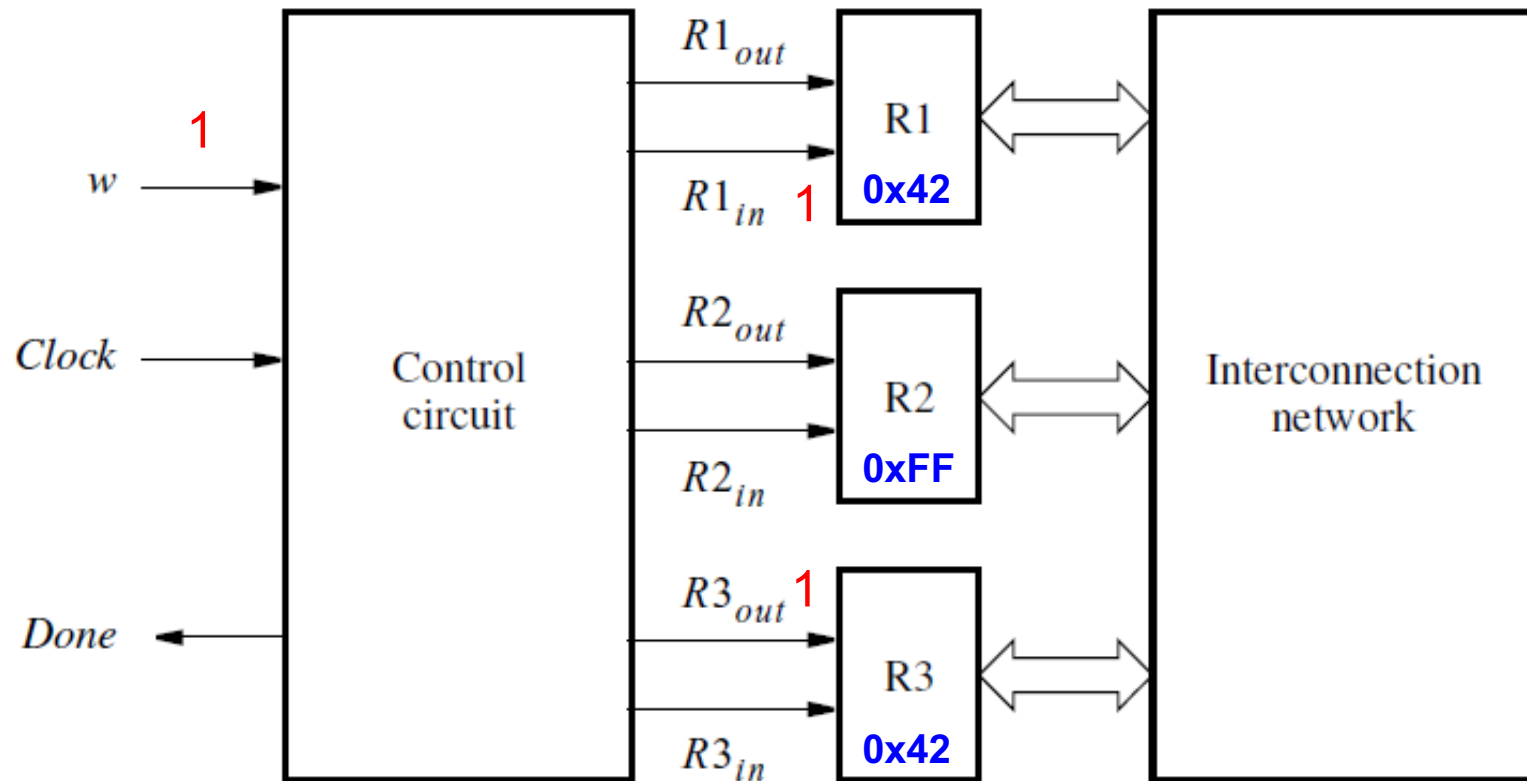 1
w
Clock
Done
Control
circuit
R1out
R1in 1
R1
0x42
R2out
R2in
R2
0xFF
R3out 1
R3in
R3
0x42
Interconnection
network